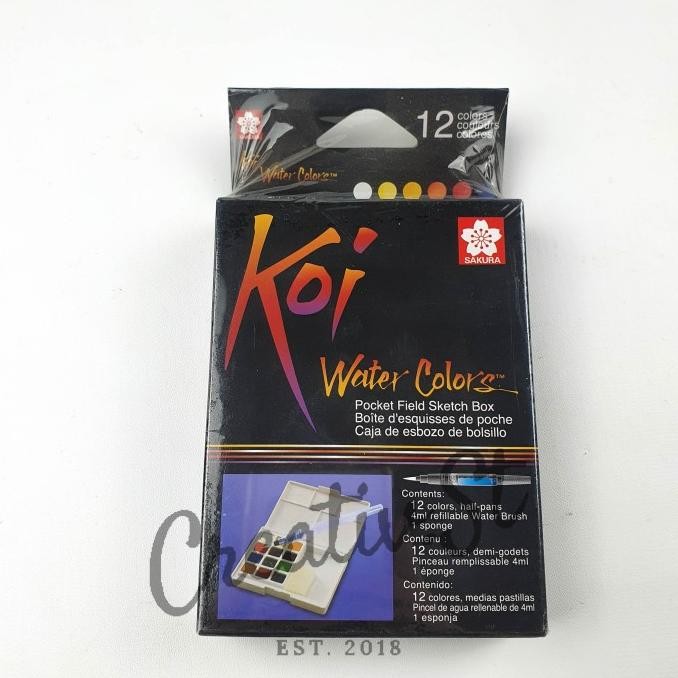 12 colors
couleurs
colores
Koi
Water Colors™
Koi
SAKURA
Water Colors™
Pocket Field Sketch Box
Boîte d'esquisses de poche
Caja de esbozo de bolsillo
Contents:
12 colors, half-pans
4ml refillable Water Brush
1 sponge
Contenu :
12 couleurs, demi-godets
Pinceau remplissable 4ml
1 éponge
Contenido:
12 colores, medias pastillas
Pincel de agua rellenable de 4ml
1 esponja
Creativ St
EST. 2018